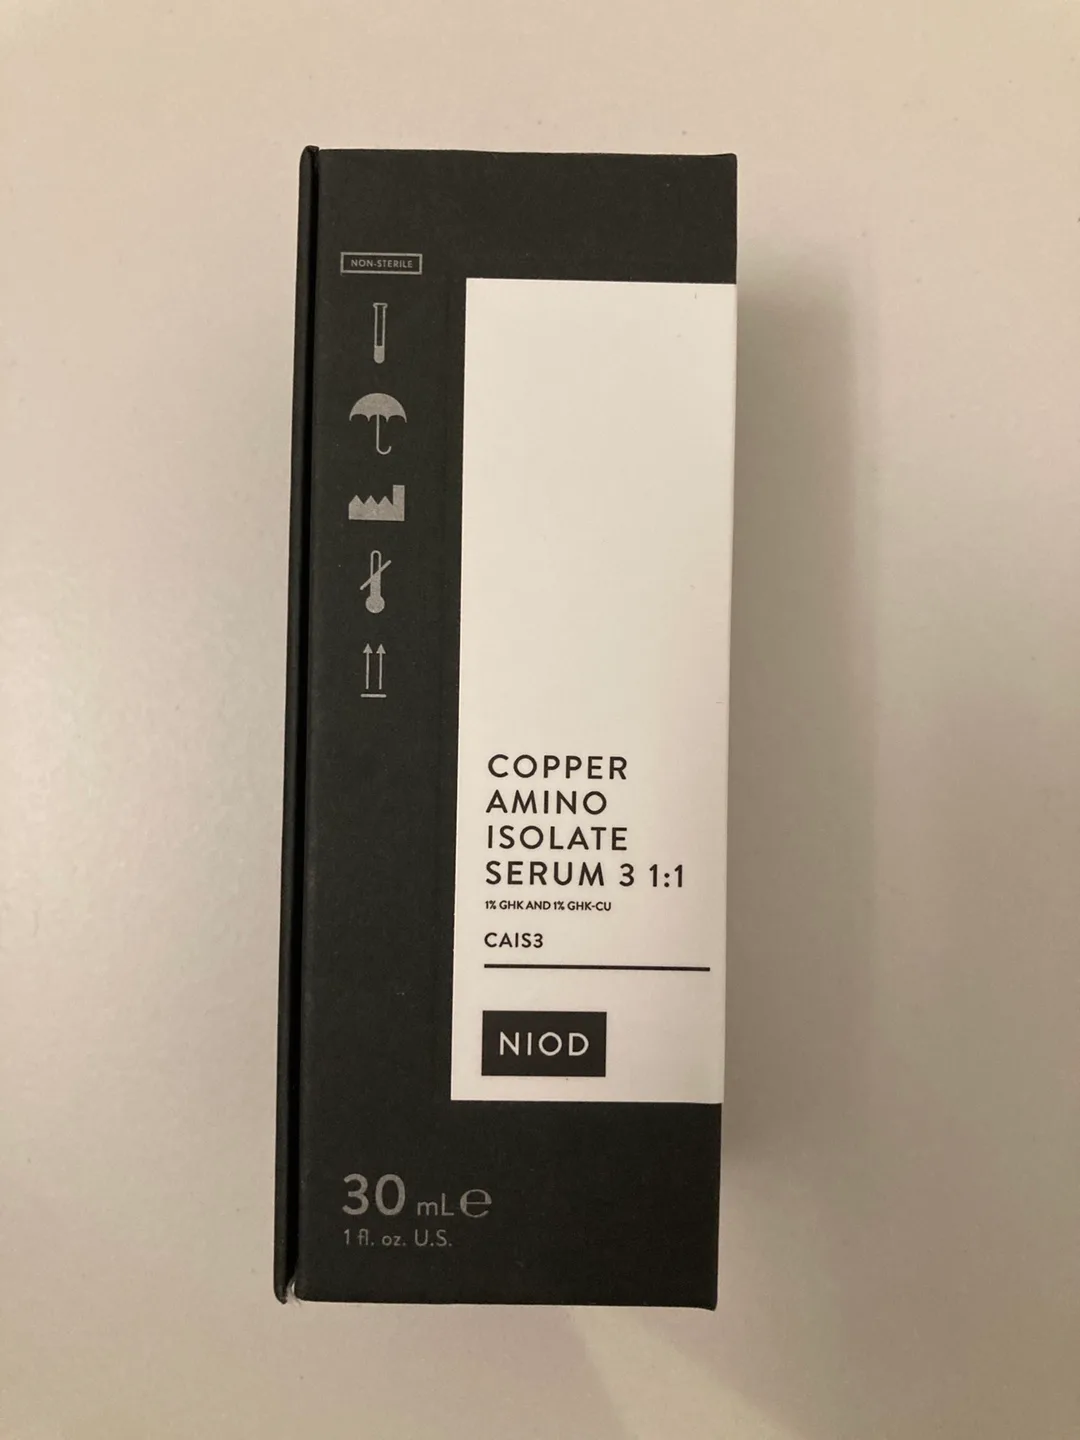 NON-STERILE
COPPER
AMINO
ISOLATE
SERUM 3 1:1
1% GHK AND 1% GHK-CU
CAIS3
NIOD
30 mL ℮
1 fl. oz. U.S.